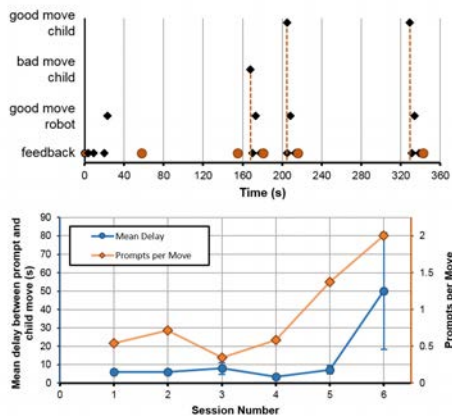 good move
child
bad move
child
good move
robot
feedback
0 40 80 120 160 200 240 280 320 360
Time (s)
90
80
70
60
50
40
30
20
10
0
Mean delay between prompt and
child move (s)
Mean Delay
Prompts per Move
2
1.5
1
0.5
0
Prompts per Move
1 2 3 4 5 6
Session Number